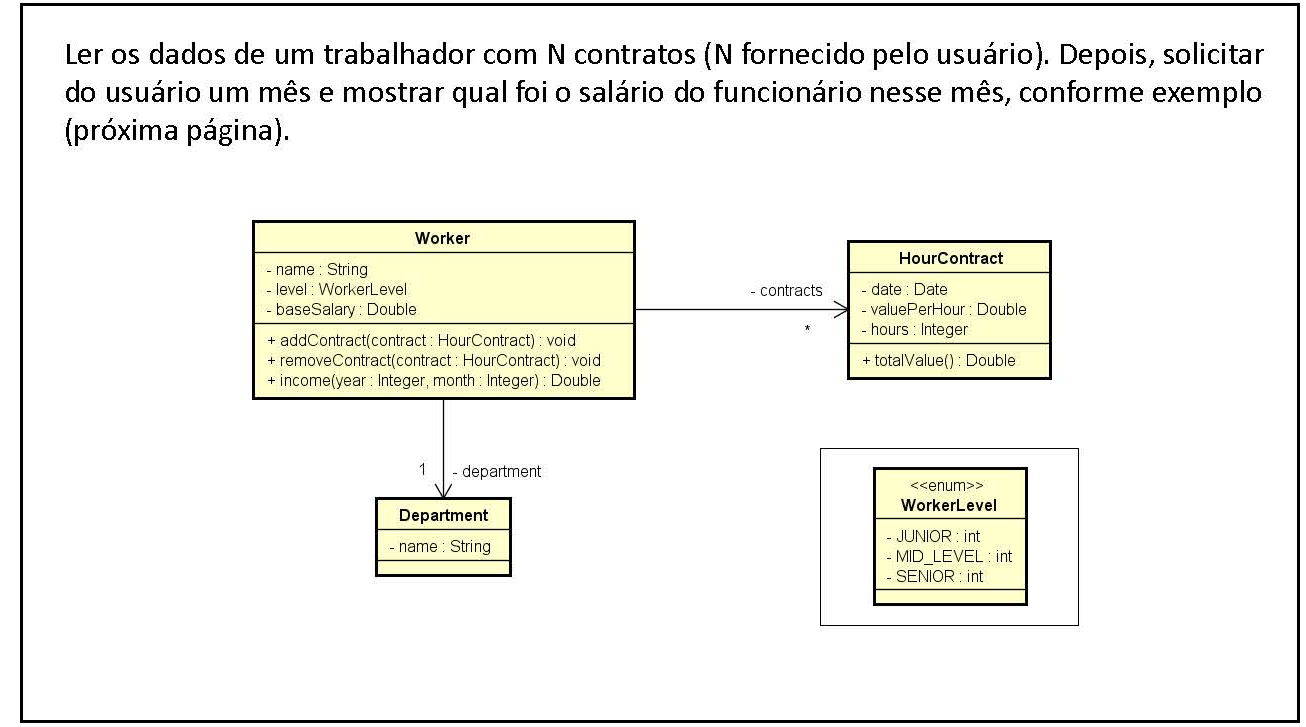 Ler os dados de um trabalhador com N contratos (N fornecido pelo usuário). Depois, solicitar
do usuário um mês e mostrar qual foi o salário do funcionário nesse mês, conforme exemplo
(próxima página).
Worker
- name : String
- level : WorkerLevel
- baseSalary : Double
+ addContract(contract : HourContract) : void
+ removeContract(contract : HourContract) : void
+ income(year : Integer, month : Integer) : Double
- contracts
*
HourContract
- date : Date
- valuePerHour : Double
- hours : Integer
+ totalValue() : Double
1
- department
Department
- name : String
<<enum>>
WorkerLevel
- JUNIOR : int
- MID_LEVEL : int
- SENIOR : int